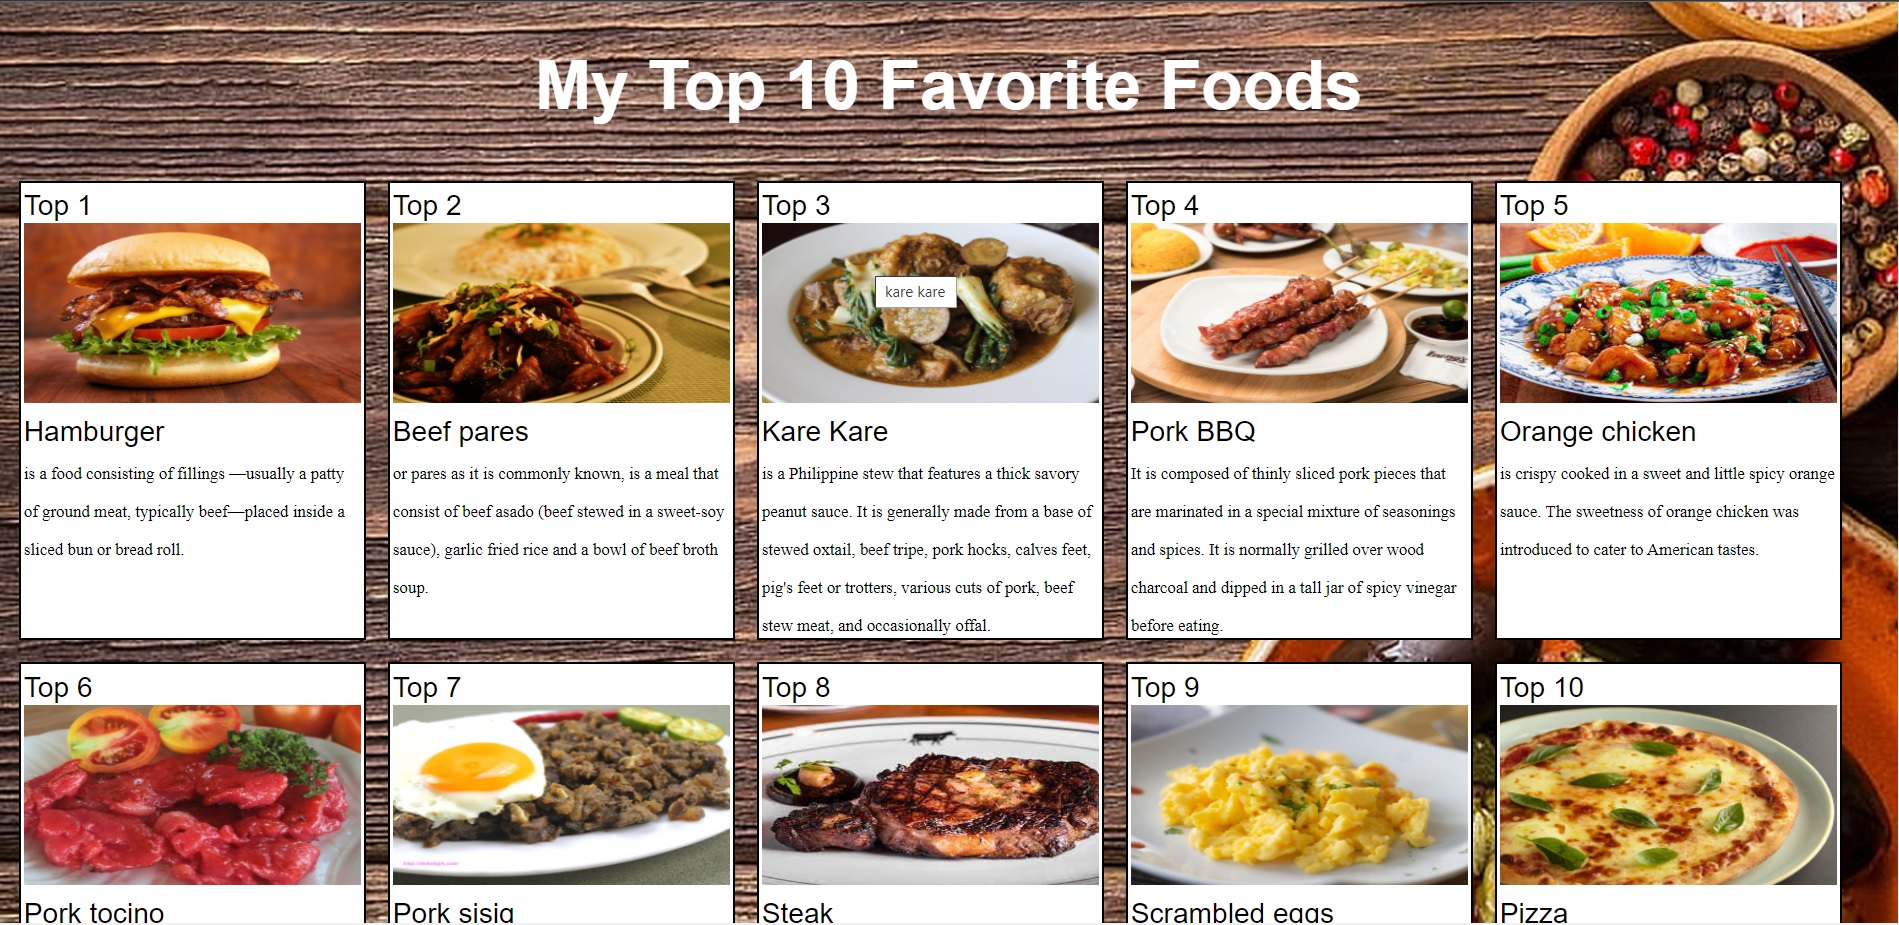 My Top 10 Favorite Foods
Top 1
Hamburger
is a food consisting of fillings —usually a patty
of ground meat, typically beef—placed inside a
sliced bun or bread roll.
Top 2
Beef pares
or pares as it is commonly known, is a meal that
consist of beef asado (beef stewed in a sweet-soy
sauce), garlic fried rice and a bowl of beef broth
soup.
Top 3
kare kare
Kare Kare
is a Philippine stew that features a thick savory
peanut sauce. It is generally made from a base of
stewed oxtail, beef tripe, pork hocks, calves feet,
pig's feet or trotters, various cuts of pork, beef
stew meat, and occasionally offal.
Top 4
Pork BBQ
It is composed of thinly sliced pork pieces that
are marinated in a special mixture of seasonings
and spices. It is normally grilled over wood
charcoal and dipped in a tall jar of spicy vinegar
before eating.
Top 5
Orange chicken
is crispy cooked in a sweet and little spicy orange
sauce. The sweetness of orange chicken was
introduced to cater to American tastes.
Top 6
Pork tocino
Top 7
Pork sisig
Top 8
Steak
Top 9
Scrambled eggs
Top 10
Pizza